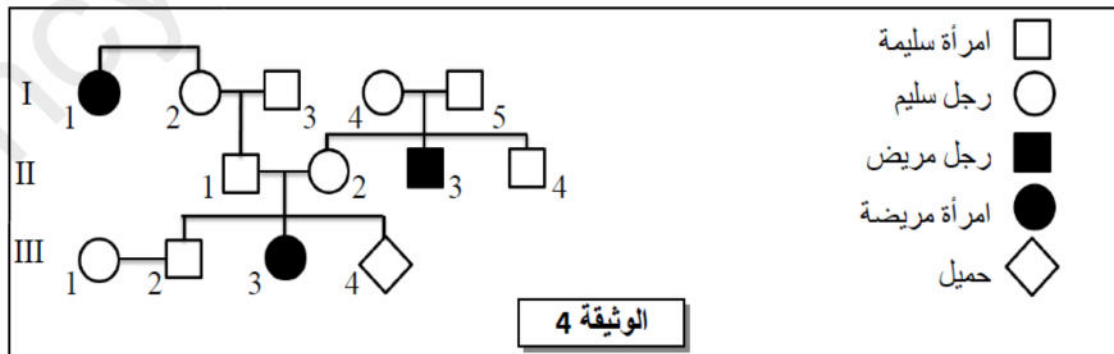 امرأة سليمة
رجل سليم
رجل مريض
امرأة مريضة
حميل
I 1 2 3 4 5
II 1 2 3 4
III 1 2 3 4
الوثيقة 4